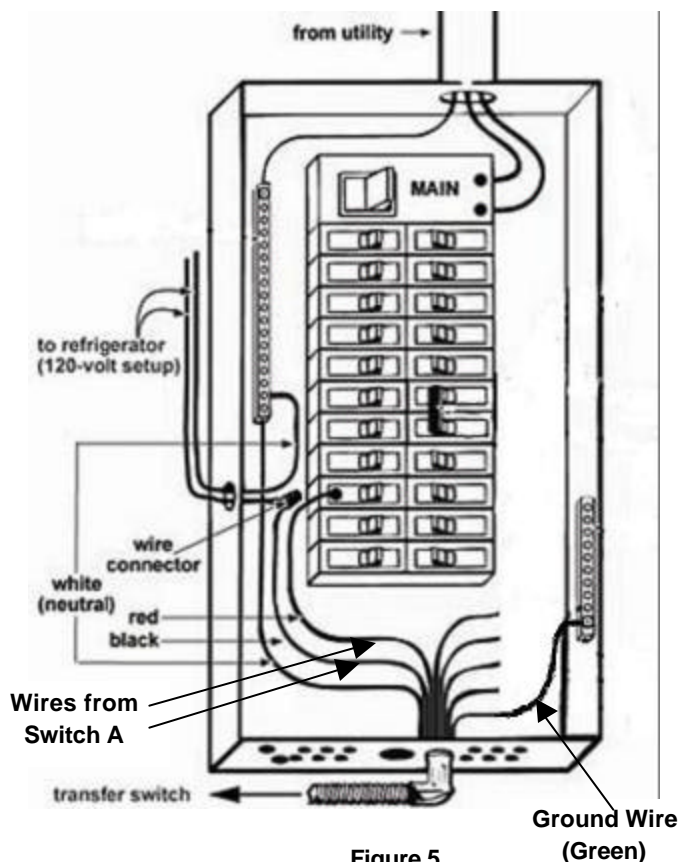 from utility
MAIN
to refrigerator
(120-volt setup)
wire
connector
white
(neutral)
red
black
Wires from
Switch A
transfer switch
Ground Wire
(Green)
Figure 5